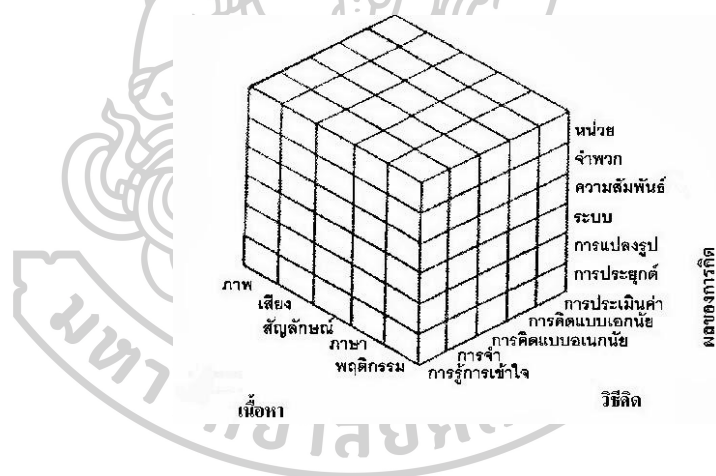 หน่วย
จำพวก
ความสัมพันธ์
ระบบ
การแปลงรูป
การประยุกต์
ผลของการคิด
ภาพ
เสียง
สัญลักษณ์
ภาษา
พฤติกรรม
การประเมินค่า
การคิดแบบเอกนัย
การคิดแบบอเนกนัย
การจำ
การรู้การเข้าใจ
เนื้อหา
วิธีคิด